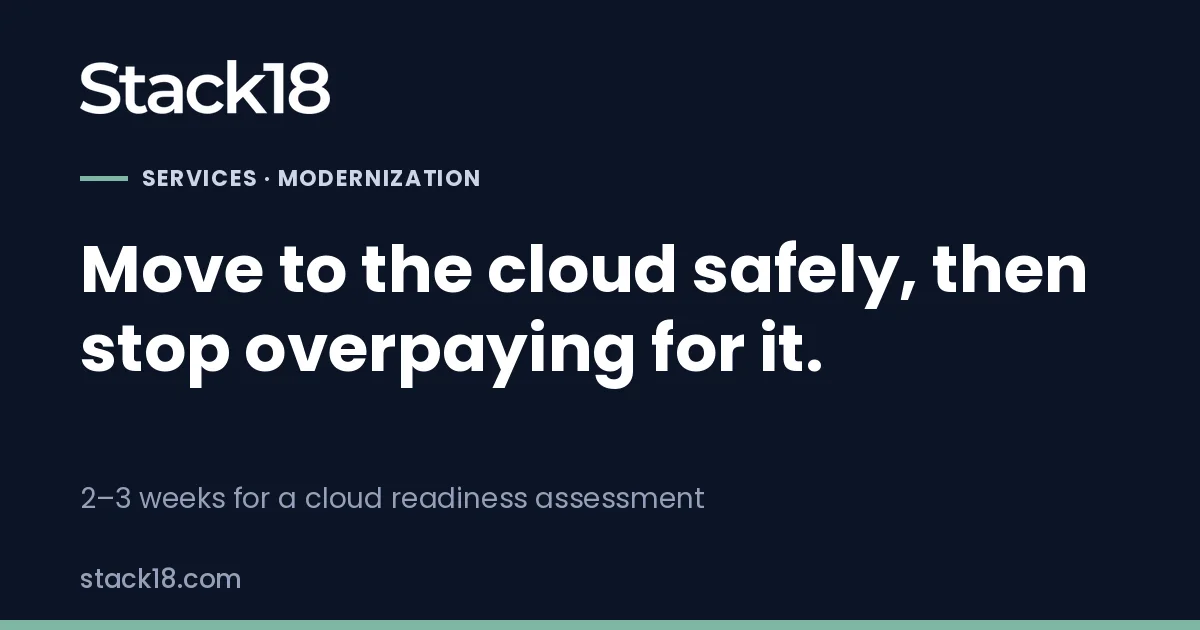 Stack18
SERVICES · MODERNIZATION
Move to the cloud safely, then
stop overpaying for it.
2–3 weeks for a cloud readiness assessment
stack18.com